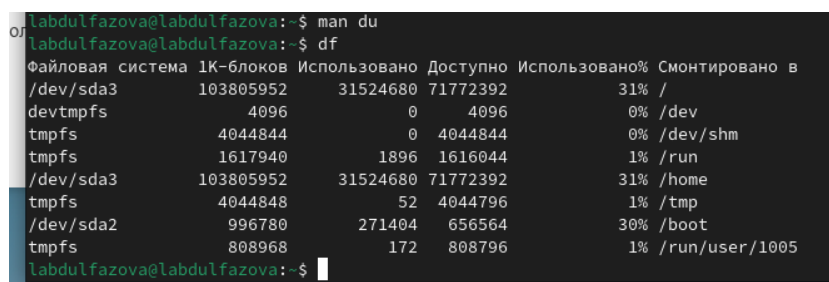 ол
labdulfazova@labdulfazova:~$ man du
labdulfazova@labdulfazova:~$ df
Файловая система 1K-блоков Использовано Доступно Использовано% Смонтировано в
/dev/sda3 103805952 31524680 71772392 31% /
devtmpfs 4096 0 4096 0% /dev
tmpfs 4044844 0 4044844 0% /dev/shm
tmpfs 1617940 1896 1616044 1% /run
/dev/sda3 103805952 31524680 71772392 31% /home
tmpfs 4044848 52 4044796 1% /tmp
/dev/sda2 996780 271404 656564 30% /boot
tmpfs 808968 172 808796 1% /run/user/1005
labdulfazova@labdulfazova:~$